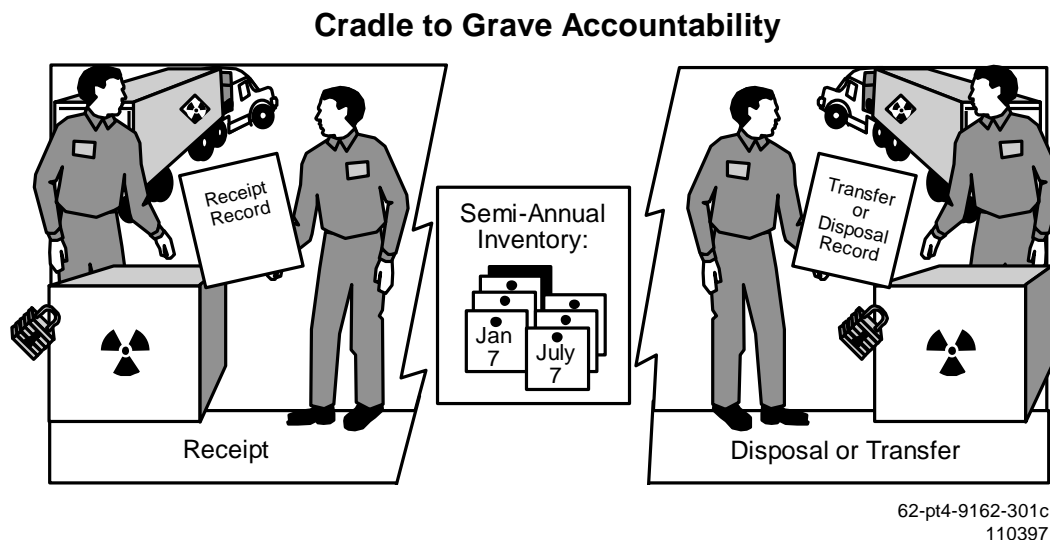 Cradle to Grave Accountability
Receipt
Record
Receipt
Semi-Annual
Inventory:
Jan
7
July
7
Transfer
or
Disposal
Record
Disposal or Transfer
62-pt4-9162-301c
110397